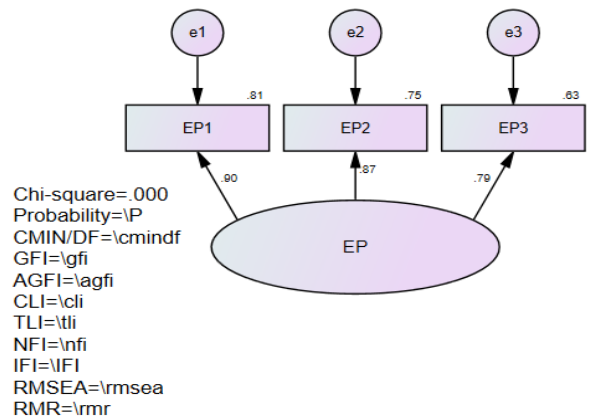 e1 e2 e3
.81 .75 .63
EP1 EP2 EP3
.90 .87 .79
EP
Chi-square=.000
Probability=\P
CMIN/DF=\cmindf
GFI=\gfi
AGFI=\agfi
CLI=\cli
TLI=\tli
NFI=\nfi
IFI=\IFI
RMSEA=\rmsea
RMR=\rmr